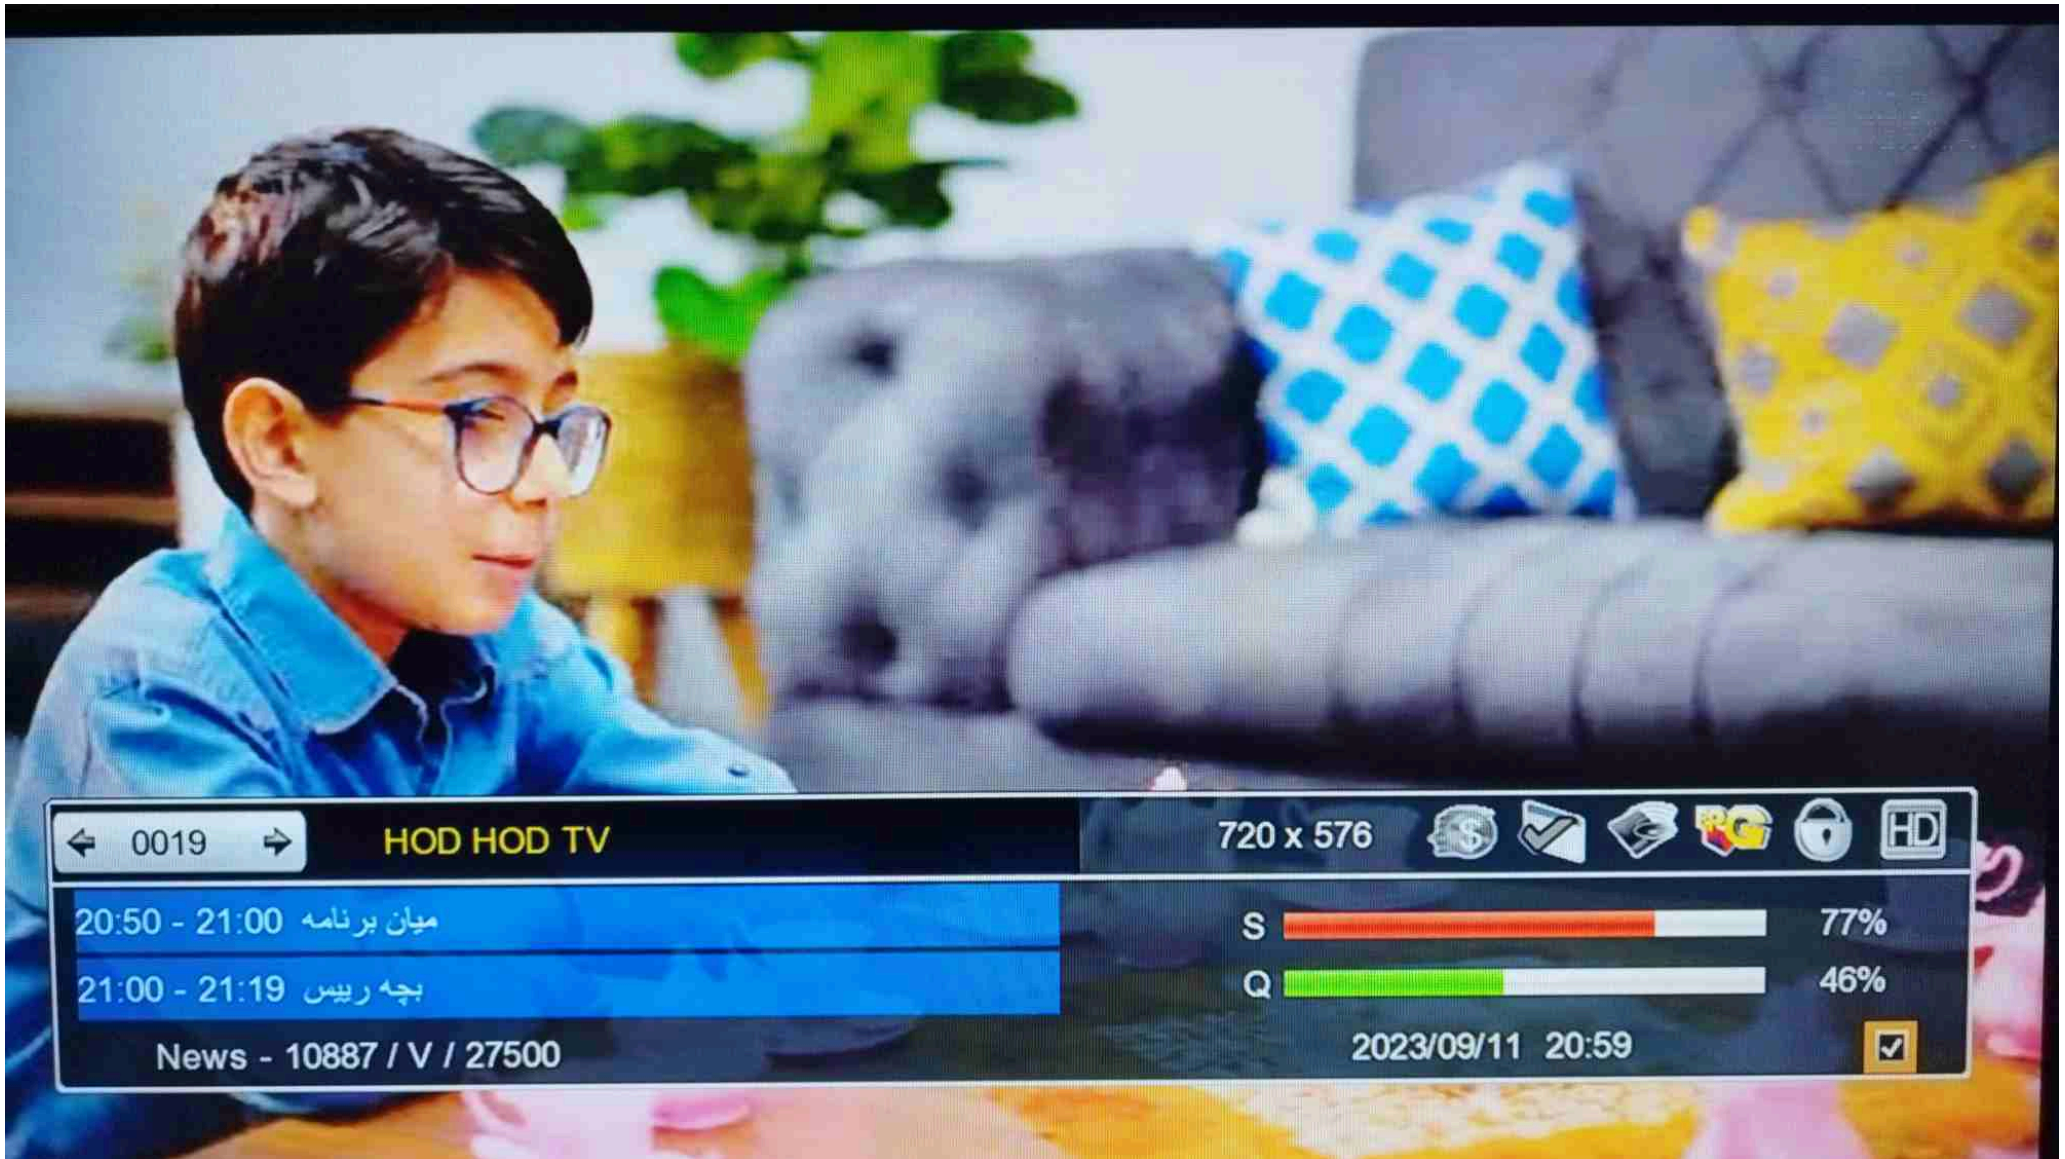 0019 HOD HOD TV 720 x 576 $ EPG HD
20:50 - 21:00 میان برنامه
S 77%
21:00 - 21:19 بچه رییس
Q 46%
News - 10887 / V / 27500
2023/09/11 20:59